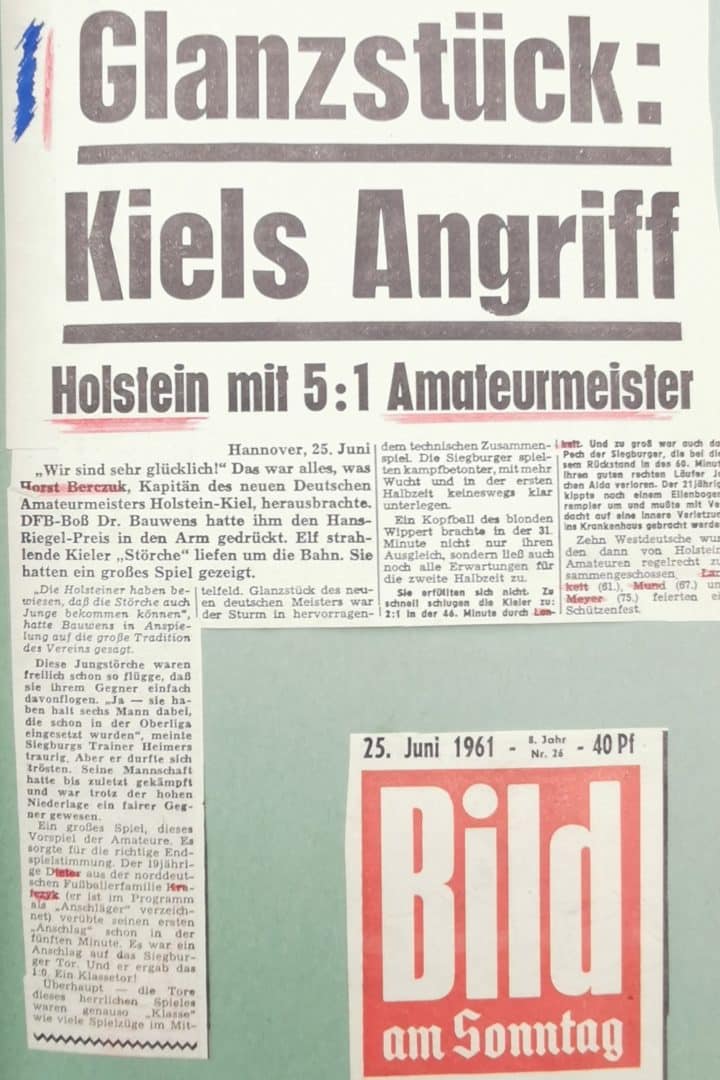 Glanzstück:
Kiels Angriff
Holstein mit 5:1 Amateurmeister
Hannover, 25. Juni
„Wir sind sehr glücklich!“ Das war alles, was
Horst Berczuk, Kapitän des neuen Deutschen
Amateurmeisters Holstein-Kiel, herausbrachte.
DFB-Boß Dr. Bauwens hatte ihm den Hans-
Riegel-Preis in den Arm gedrückt. Elf strah-
lende Kieler „Störche“ liefen um die Bahn. Sie
hatten ein großes Spiel gezeigt.
„Die Holsteiner haben be-
wiesen, daß die Störche auch
Junge bekommen können“,
hatte Bauwens in Anspie-
lung auf die große Tradition
des Vereins gesagt.
Diese Jungstörche waren
freilich schon so flügge, daß
sie ihrem Gegner einfach
davonflogen. „Ja — sie ha-
ben halt sechs Mann dabei,
die schon in der Oberliga
eingesetzt wurden“, meinte
Siegburgs Trainer Heimers
traurig. Aber er durfte sich
trösten. Seine Mannschaft
hatte bis zuletzt gekämpft
und war trotz der hohen
Niederlage ein fairer Geg-
ner gewesen.
Ein großes Spiel, dieses
Vorspiel der Amateure. Es
sorgte für die richtige End-
spielstimmung. Der 19jähri-
ge Dieter aus der norddeut-
schen Fußballerfamilie
(er ist im Programm
als „Anschläger“ verzeich-
net) verübte seinen ersten
„Anschlag“ schon in der
fünften Minute. Es war ein
Anschlag auf das Siegbur-
ger Tor. Und er ergab das
1:0. Ein Klassetor!
Überhaupt — die Tore
dieses herrlichen Spieles
waren genauso „Klasse“
wie viele Spielzüge im Mit-
telfeld. Glanzstück des neu-
en deutschen Meisters war
der Sturm in hervorragen-
dem technischen Zusammen-
spiel. Die Siegburger spiel-
ten kampfbetonter, mit mehr
Wucht und in der ersten
Halbzeit keineswegs klar
unterlegen.
Ein Kopfball des blonden
Wippert brachte in der 31.
Minute nicht nur ihren
Ausgleich, sondern ließ auch
noch alle Erwartungen für
die zweite Halbzeit zu.
Sie erfüllten sich nicht. Zu
schnell schlugen die Kieler zu:
2:1 in der 46. Minute durch
Und zu groß war auch da
Pech der Siegburger, die bei die
sem Rückstand in des 60. Minut
ihren guten rechten Läufer J
chen Aida verloren. Der 21jährig
kippte noch einem Ellenboge
rempler um und mußte mit Ve
dacht auf eine innere Verletzu
ins Krankenhaus gebracht werde
Zehn Westdeutsche wu
den dann von Holstei
Amateuren regelrecht z
sammengeschossen. Lan-
keit (61.), Mund (67.) un
Meyer (75.) feierten e
Schützenfest.
25. Juni 1961 - 8. Jahr Nr. 26 - 40 Pf
Bild
am Sonntag